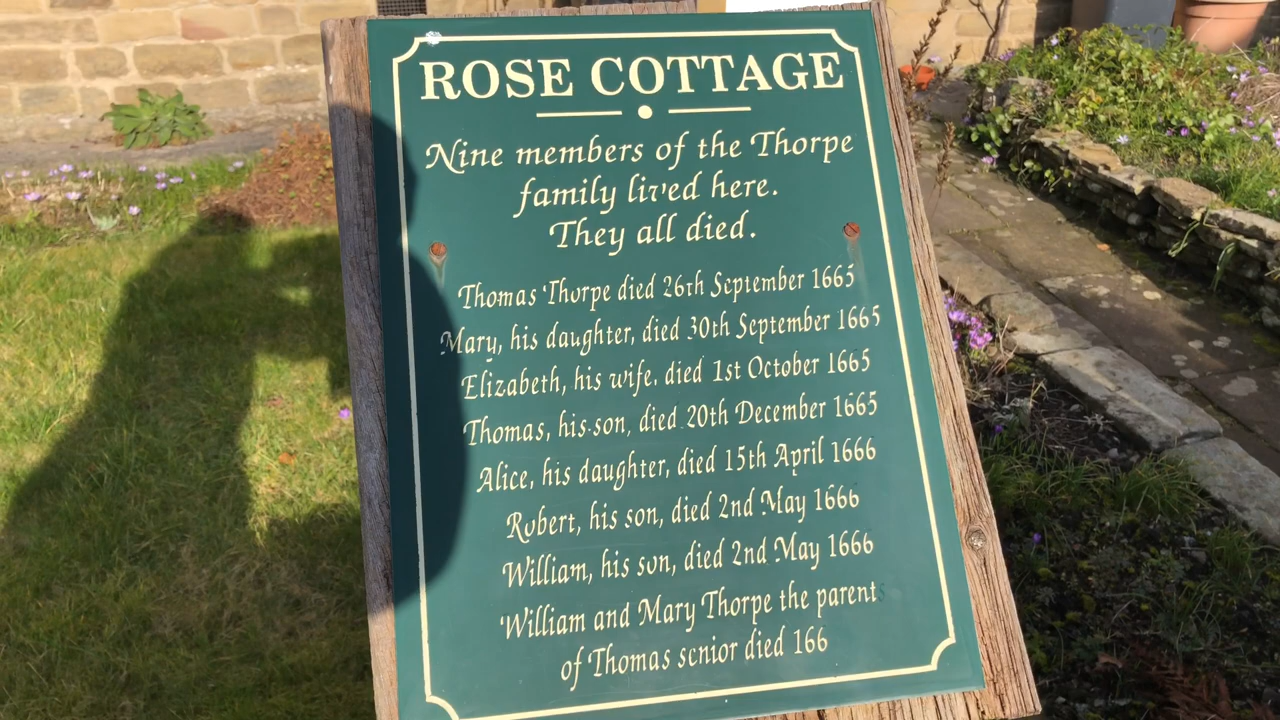 ROSE COTTAGE
Nine members of the Thorpe
family lived here.
They all died.
Thomas Thorpe died 26th September 1665
Mary, his daughter, died 30th September 1665
Elizabeth, his wife, died 1st October 1665
Thomas, his son, died 20th December 1665
Alice, his daughter, died 15th April 1666
Robert, his son, died 2nd May 1666
William, his son, died 2nd May 1666
William and Mary Thorpe the parents
of Thomas senior died 166